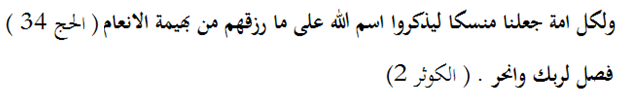 ولكل امة جعلنا منسكا ليذكروا اسم الله على ما رزقهم من بهيمة الانعام ( الحج 34 )
فصل لربك وانحر . ( الكوثر 2)